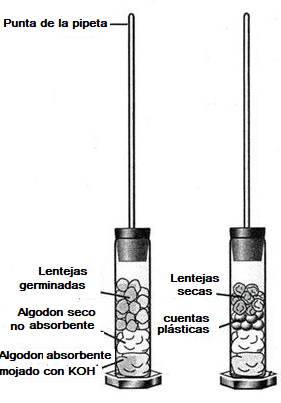 Punta de la pipeta
Lentejas
germinadas
Algodon seco
no absorbente
Algodon absorbente
mojado con KOH
Lentejas
secas
cuentas
plásticas